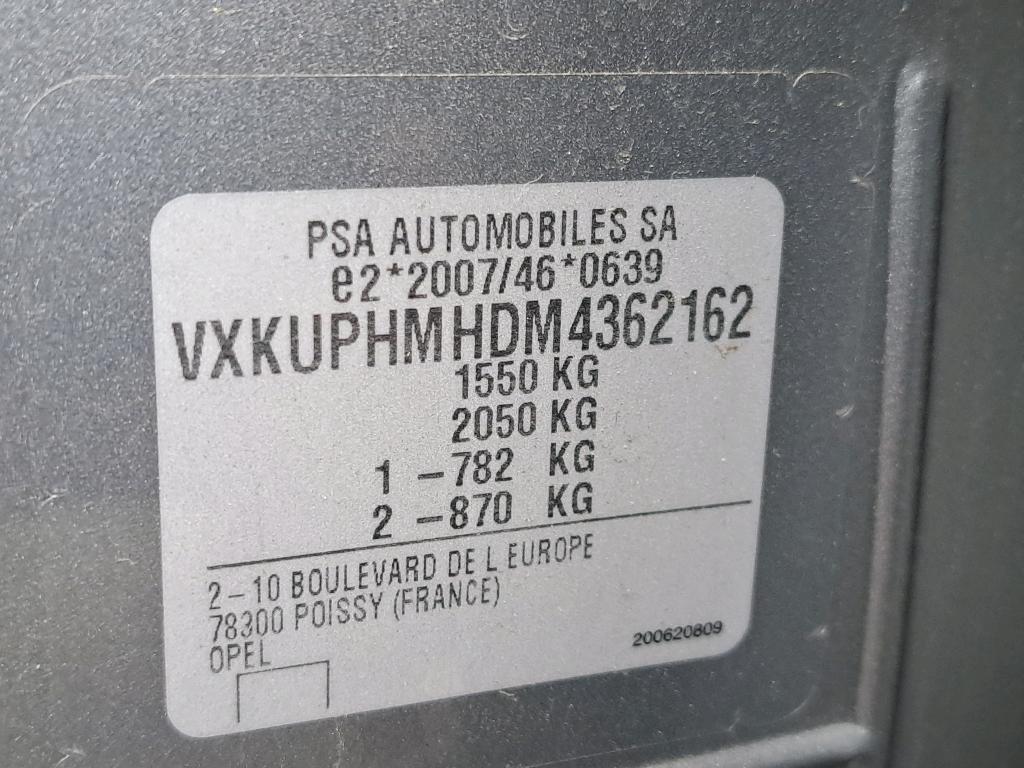 PSA AUTOMOBILES SA
e2*2007/46*0639
VXKUPHMHDM4362162
1550 KG
2050 KG
1 -782 KG
2 -870 KG
2-10 BOULEVARD DE L EUROPE
78300 POISSY (FRANCE)
OPEL
200620809